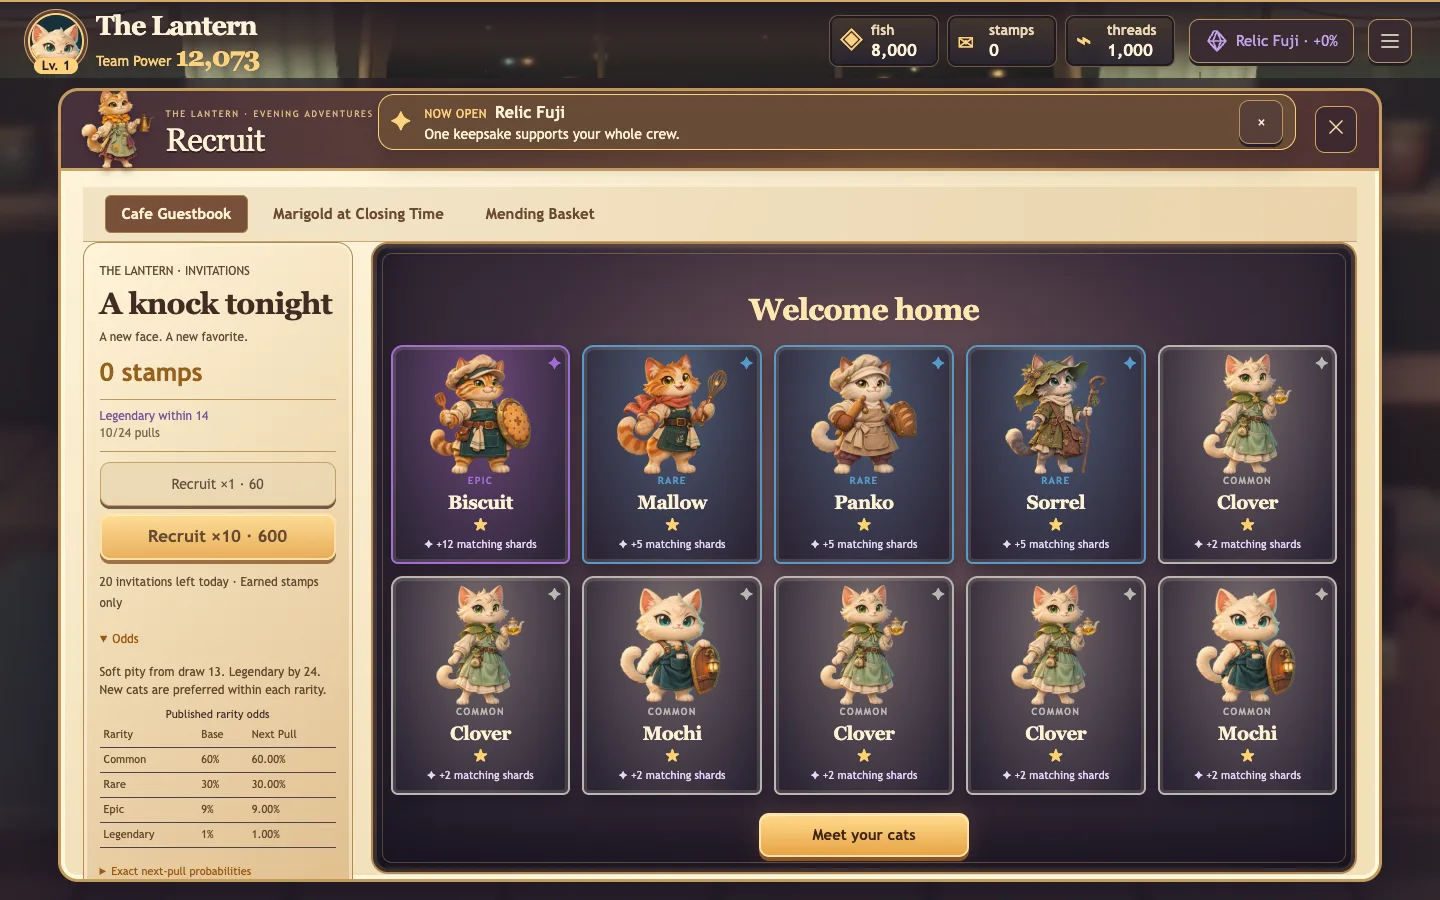 The Lantern
Team Power 12,073
Lv. 1
fish
8,000
stamps
0
threads
1,000
Relic Fuji · +0%
THE LANTERN · EVENING ADVENTURES
Recruit
NOW OPEN Relic Fuji
One keepsake supports your whole crew.
Cafe Guestbook
Marigold at Closing Time
Mending Basket
THE LANTERN · INVITATIONS
A knock tonight
A new face. A new favorite.
0 stamps
Legendary within 14
10/24 pulls
Recruit ×1 · 60
Recruit ×10 · 600
20 invitations left today · Earned stamps
only
▼ Odds
Soft pity from draw 13. Legendary by 24.
New cats are preferred within each rarity.
Published rarity odds
Rarity Base Next Pull
Common 60% 60.00%
Rare 30% 30.00%
Epic 9% 9.00%
Legendary 1% 1.00%
▶ Exact next-pull probabilities
Welcome home
EPIC
Biscuit
+12 matching shards
RARE
Mallow
+5 matching shards
RARE
Panko
+5 matching shards
RARE
Sorrel
+5 matching shards
COMMON
Clover
+2 matching shards
COMMON
Clover
+2 matching shards
COMMON
Mochi
+2 matching shards
COMMON
Clover
+2 matching shards
COMMON
Clover
+2 matching shards
COMMON
Mochi
+2 matching shards
Meet your cats